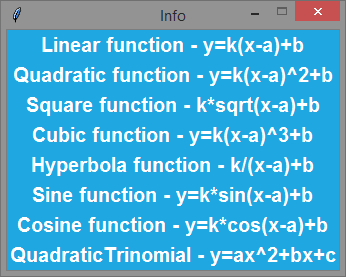 Info
Linear function - y=k(x-a)+b
Quadratic function - y=k(x-a)^2+b
Square function - k*sqrt(x-a)+b
Cubic function - y=k(x-a)^3+b
Hyperbola function - k/(x-a)+b
Sine function - y=k*sin(x-a)+b
Cosine function - y=k*cos(x-a)+b
QuadraticTrinomial - y=ax^2+bx+c